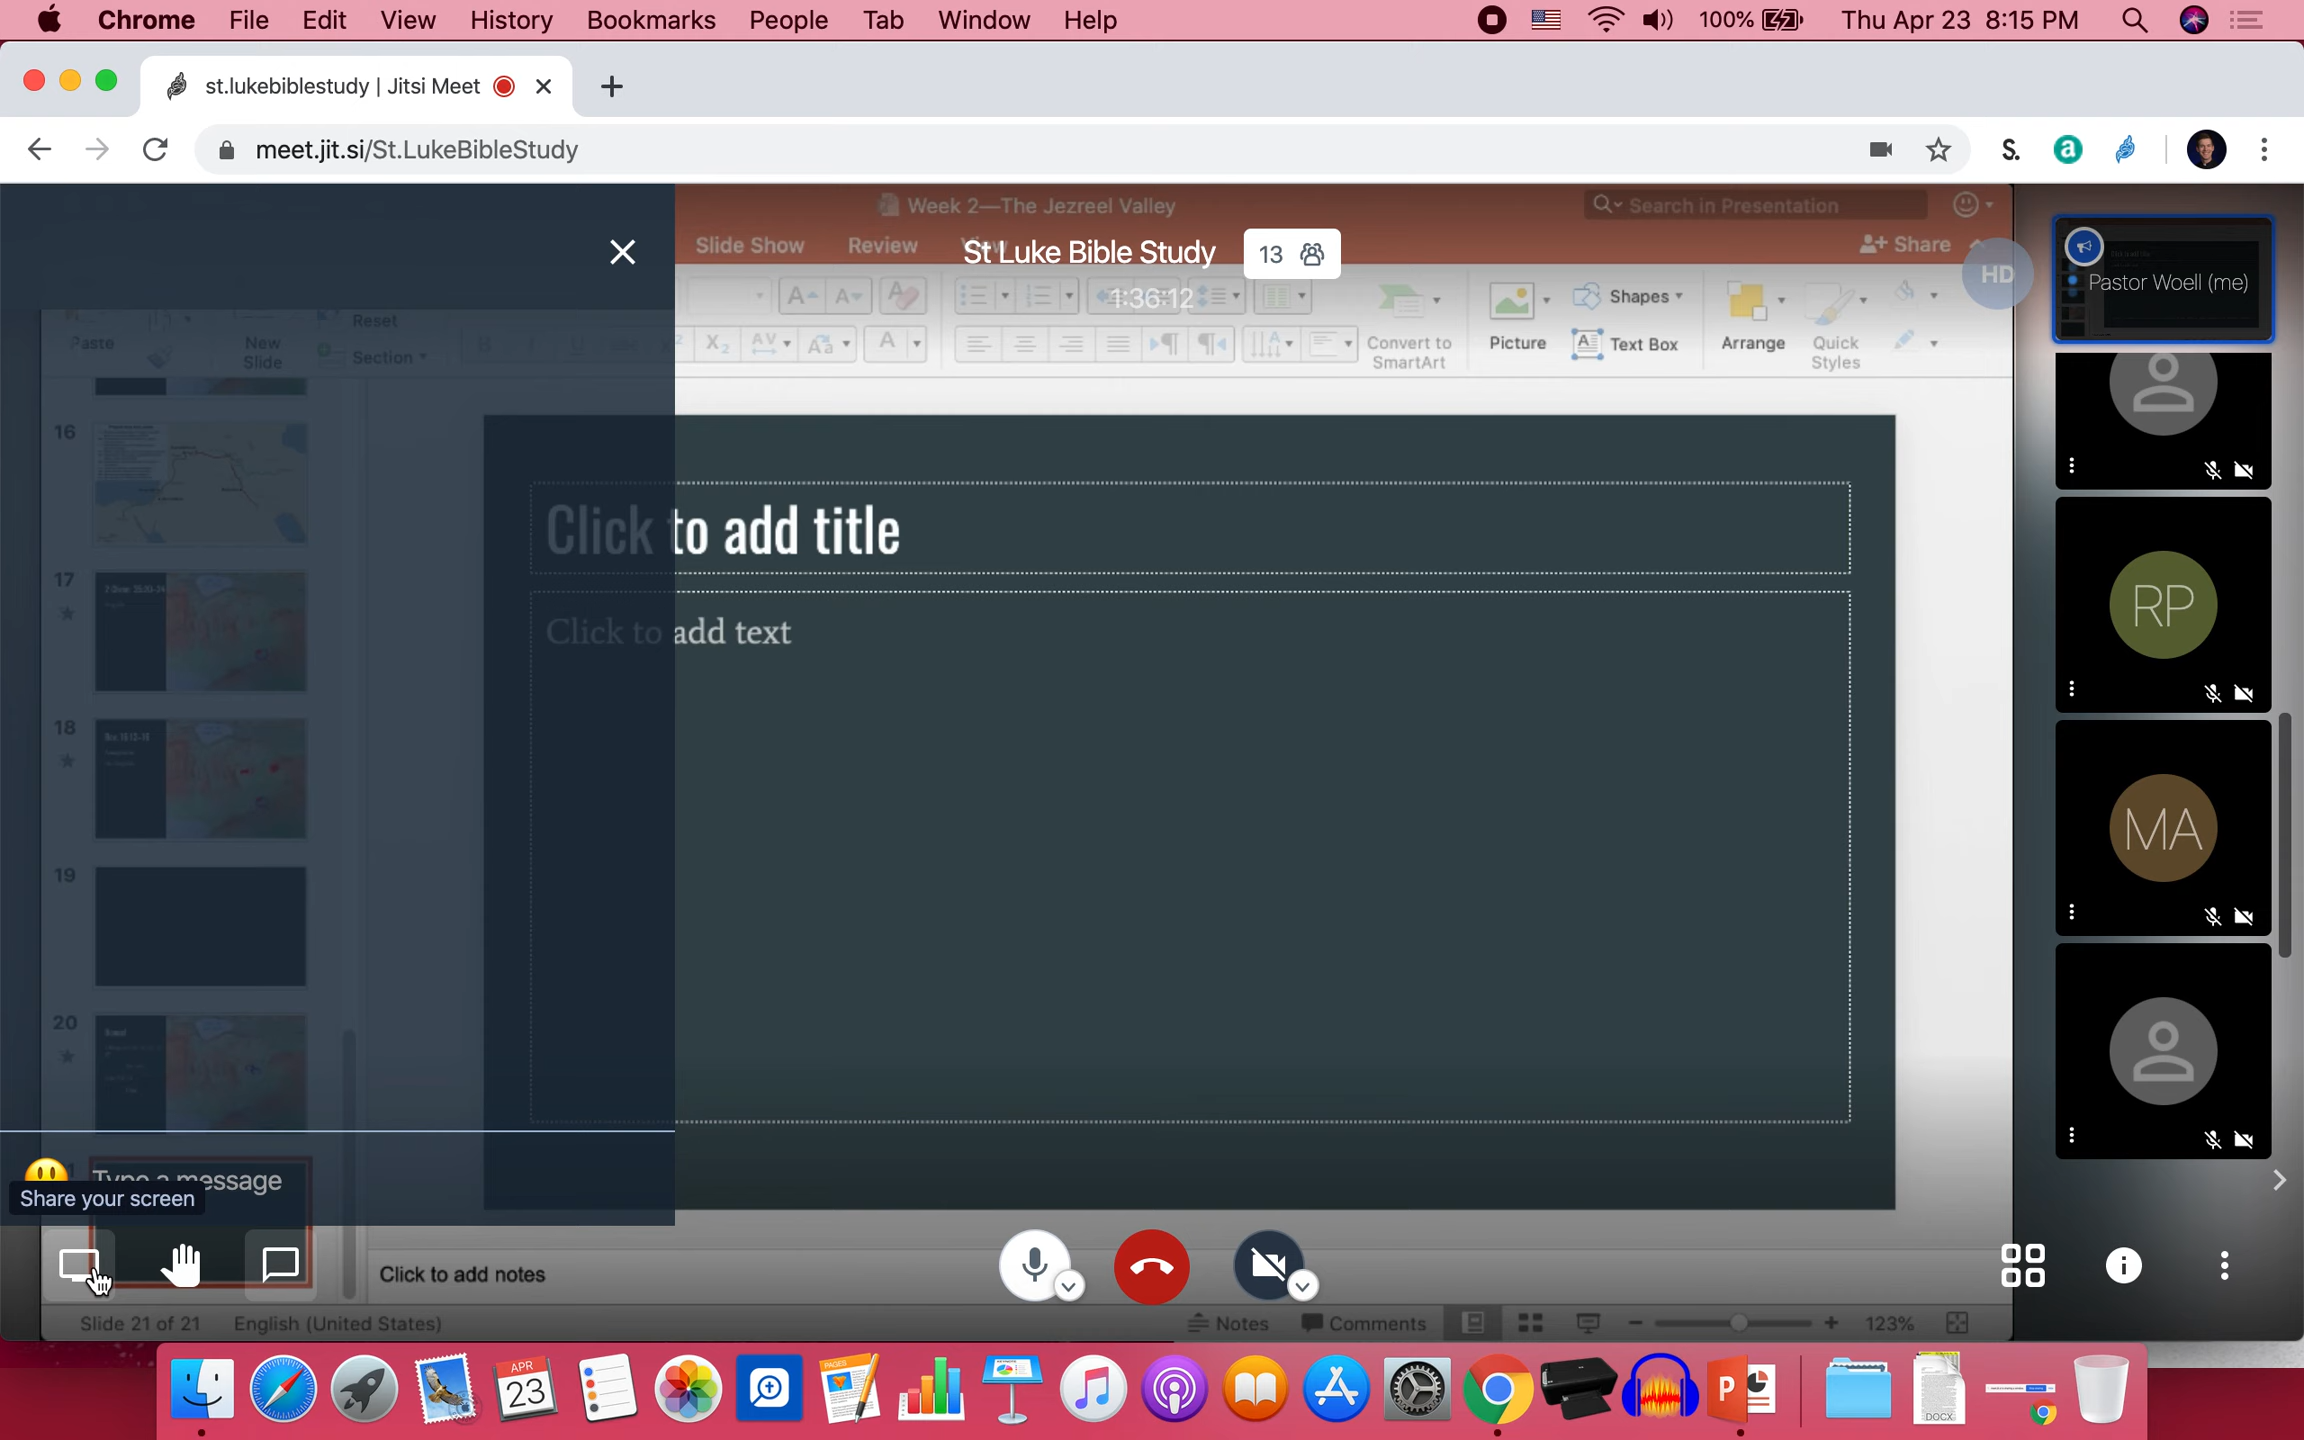 Chrome File Edit View History Bookmarks People Tab Window Help 100% Thu Apr 23 8:15 PM
st.lukebiblestudy | Jitsi Meet
meet.jit.si/St.LukeBibleStudy
S. a
Week 2—The Jezreel Valley
Search in Presentation
Slide Show Review View
Share
St Luke Bible Study 13
1:36:12
HD
Pastor Woell (me)
Paste
New
Slide
Reset
Section
Convert to
SmartArt
Picture
Shapes
Text Box
Arrange
Quick
Styles
16
17
18
19
20
Click to add title
Click to add text
RP
MA
Type a message
Share your screen
Click to add notes
Slide 21 of 21 English (United States)
Notes Comments 123%
APR
23
PAGES
P
DOCX